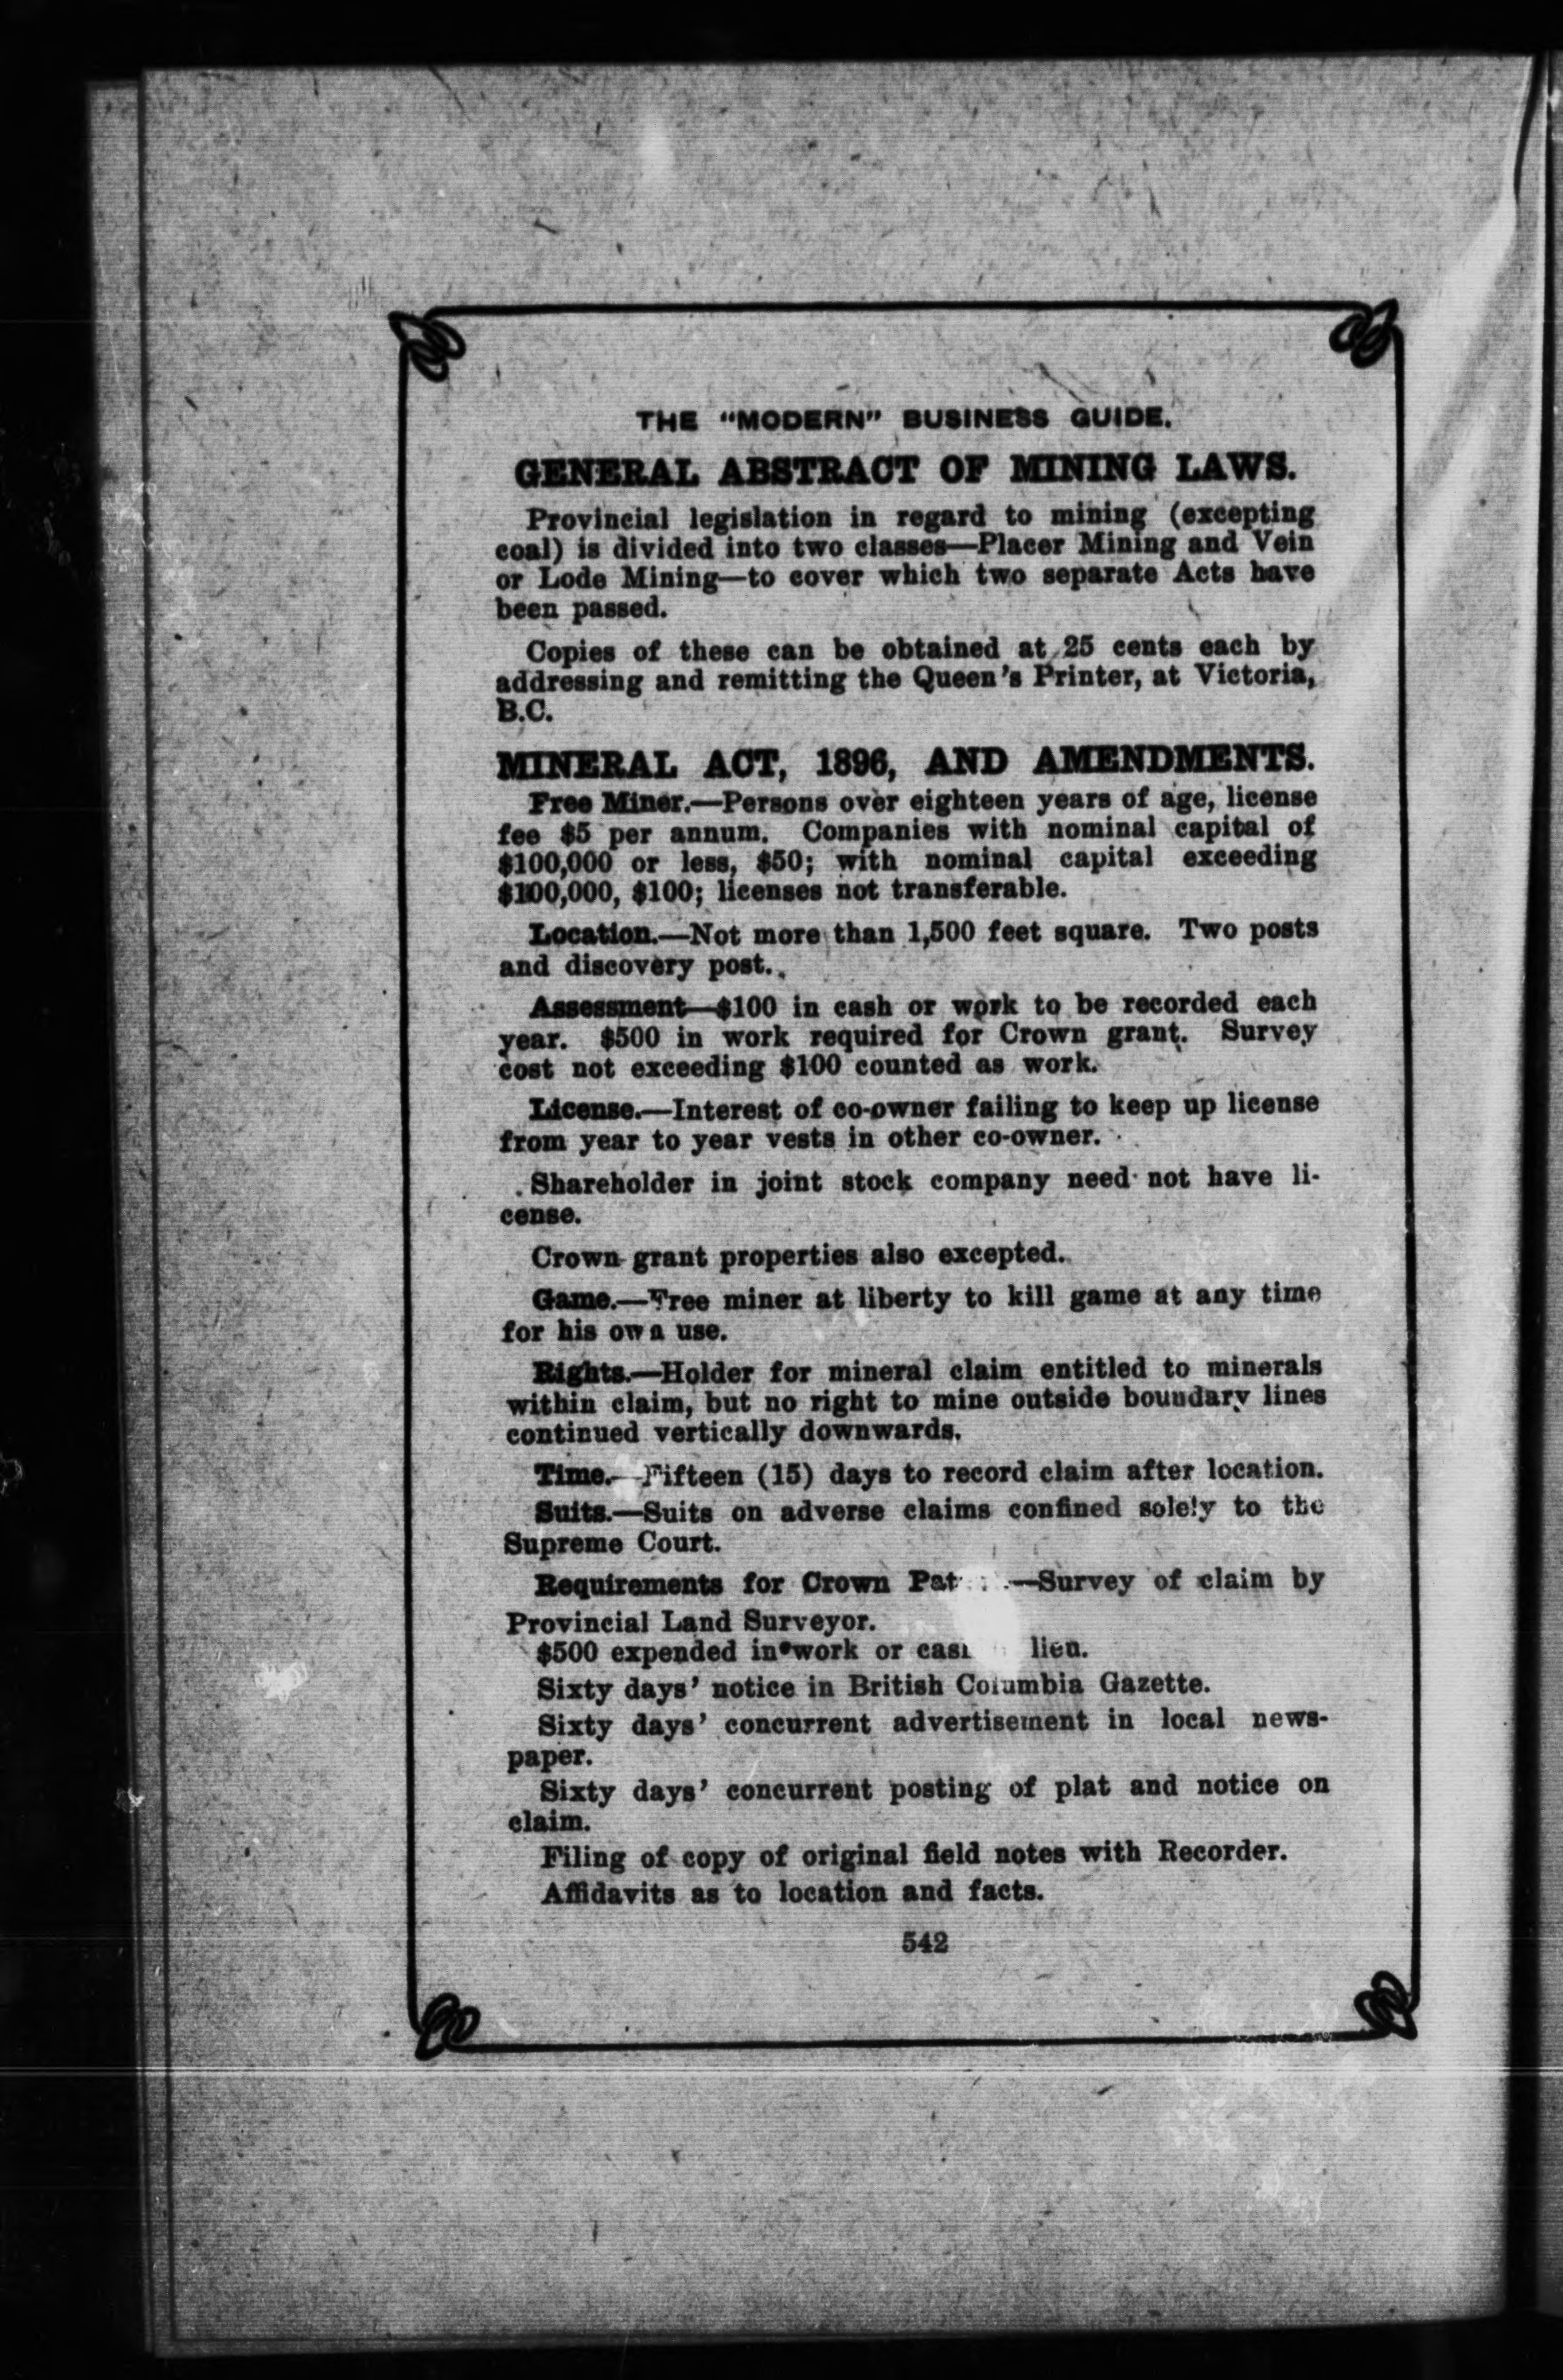 THE "MODERN" BUSINESS GUIDE.
GENERAL ABSTRACT OF MINING LAWS.
Provincial legislation in regard to mining (excepting
coal) is divided into two classes—Placer Mining and Vein
or Lode Mining—to cover which two separate Acts have
been passed.
Copies of these can be obtained at 25 cents each by
addressing and remitting the Queen's Printer, at Victoria,
B.C.
MINERAL ACT, 1896, AND AMENDMENTS.
Free Miner.—Persons over eighteen years of age, license
fee $5 per annum. Companies with nominal capital of
$100,000 or less, $50; with nominal capital exceeding
$100,000, $100; licenses not transferable.
Location.—Not more than 1,500 feet square. Two posts
and discovery post.
Assessment—$100 in cash or work to be recorded each
year. $500 in work required for Crown grant. Survey
cost not exceeding $100 counted as work.
License.—Interest of co-owner failing to keep up license
from year to year vests in other co-owner.
Shareholder in joint stock company need not have li-
cense.
Crown grant properties also excepted.
Game.—Free miner at liberty to kill game at any time
for his own use.
Rights.—Holder for mineral claim entitled to minerals
within claim, but no right to mine outside boundary lines
continued vertically downwards.
Time.—Fifteen (15) days to record claim after location.
Suits.—Suits on adverse claims confined solely to the
Supreme Court.
Requirements for Crown —Survey of claim by
Provincial Land Surveyor.
$500 expended in work or lieu.
Sixty days' notice in British Columbia Gazette.
Sixty days' concurrent advertisement in local news-
paper.
Sixty days' concurrent posting of plat and notice on
claim.
Filing of copy of original field notes with Recorder.
Affidavits as to location and facts.
542